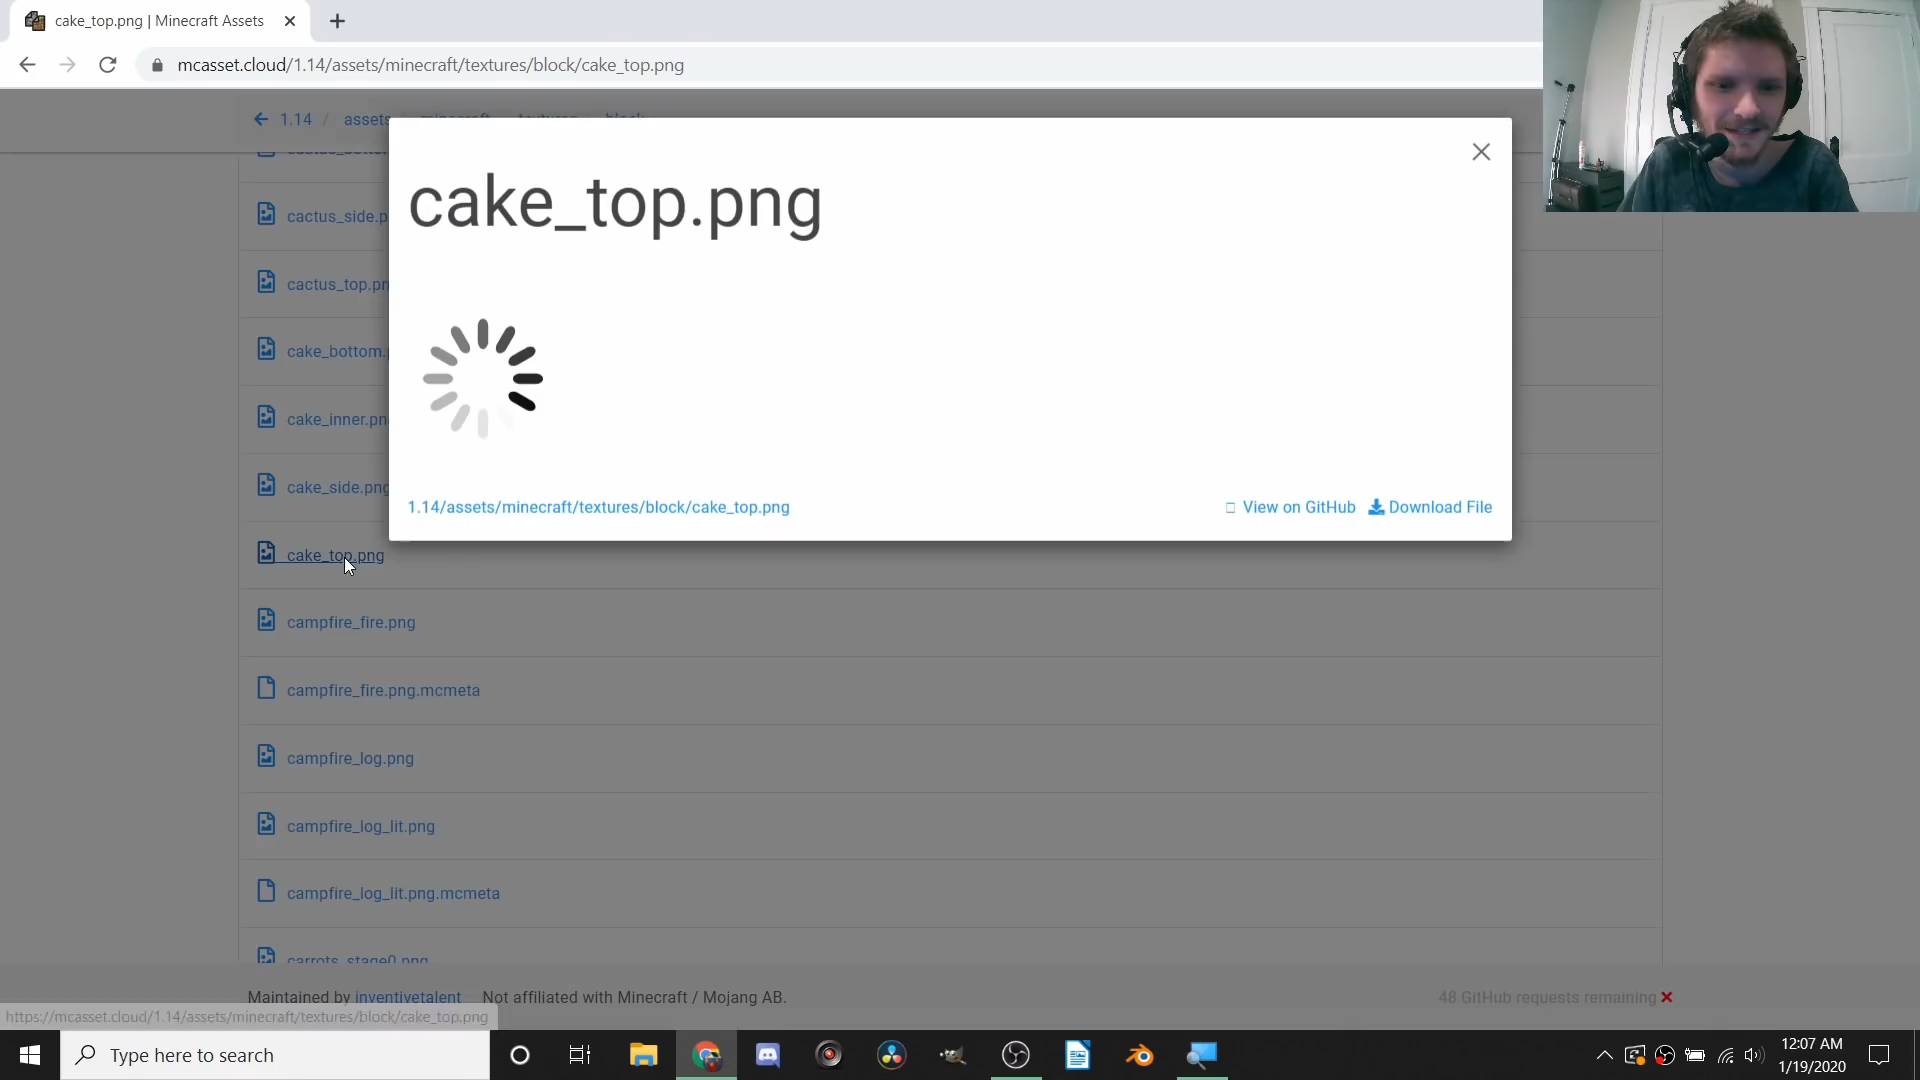 cake_top.png | Minecraft Assets
mcasset.cloud/1.14/assets/minecraft/textures/block/cake_top.png
1.14 / assets
cactus_side.p
cactus_top.pn
cake_bottom.
cake_inner.pn
cake_side.png
cake_top.png
campfire_fire.png
campfire_fire.png.mcmeta
campfire_log.png
campfire_log_lit.png
campfire_log_lit.png.mcmeta
carrots_stage0.png
cake_top.png
1.14/assets/minecraft/textures/block/cake_top.png
View on GitHub
Download File
Maintained by inventivetalent Not affiliated with Minecraft / Mojang AB.
48 GitHub requests remaining
https://mcasset.cloud/1.14/assets/minecraft/textures/block/cake_top.png
Type here to search
12:07 AM
1/19/2020